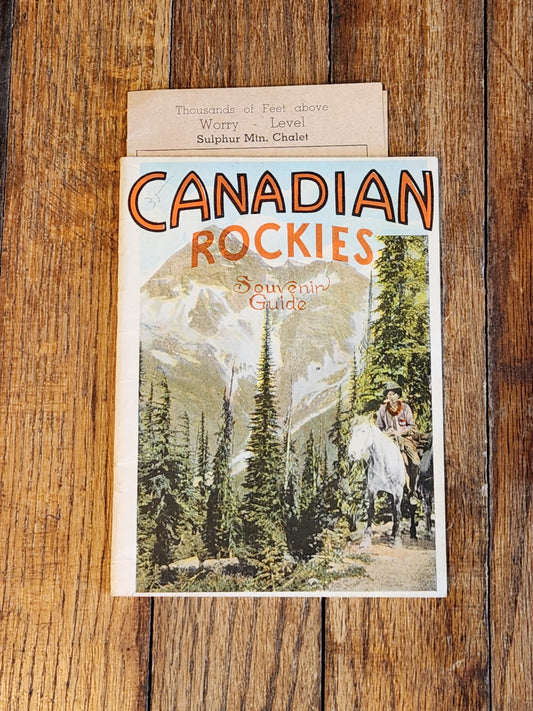 Thousands of Feet above
Worry - Level
Sulphur Mtn. Chalet
CANADIAN
ROCKIES
Souvenir
Guide